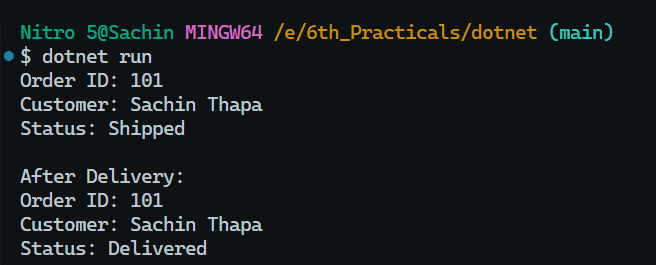 Nitro 5@Sachin MINGW64 /e/6th_Practicals/dotnet (main)
$ dotnet run
Order ID: 101
Customer: Sachin Thapa
Status: Shipped

After Delivery:
Order ID: 101
Customer: Sachin Thapa
Status: Delivered